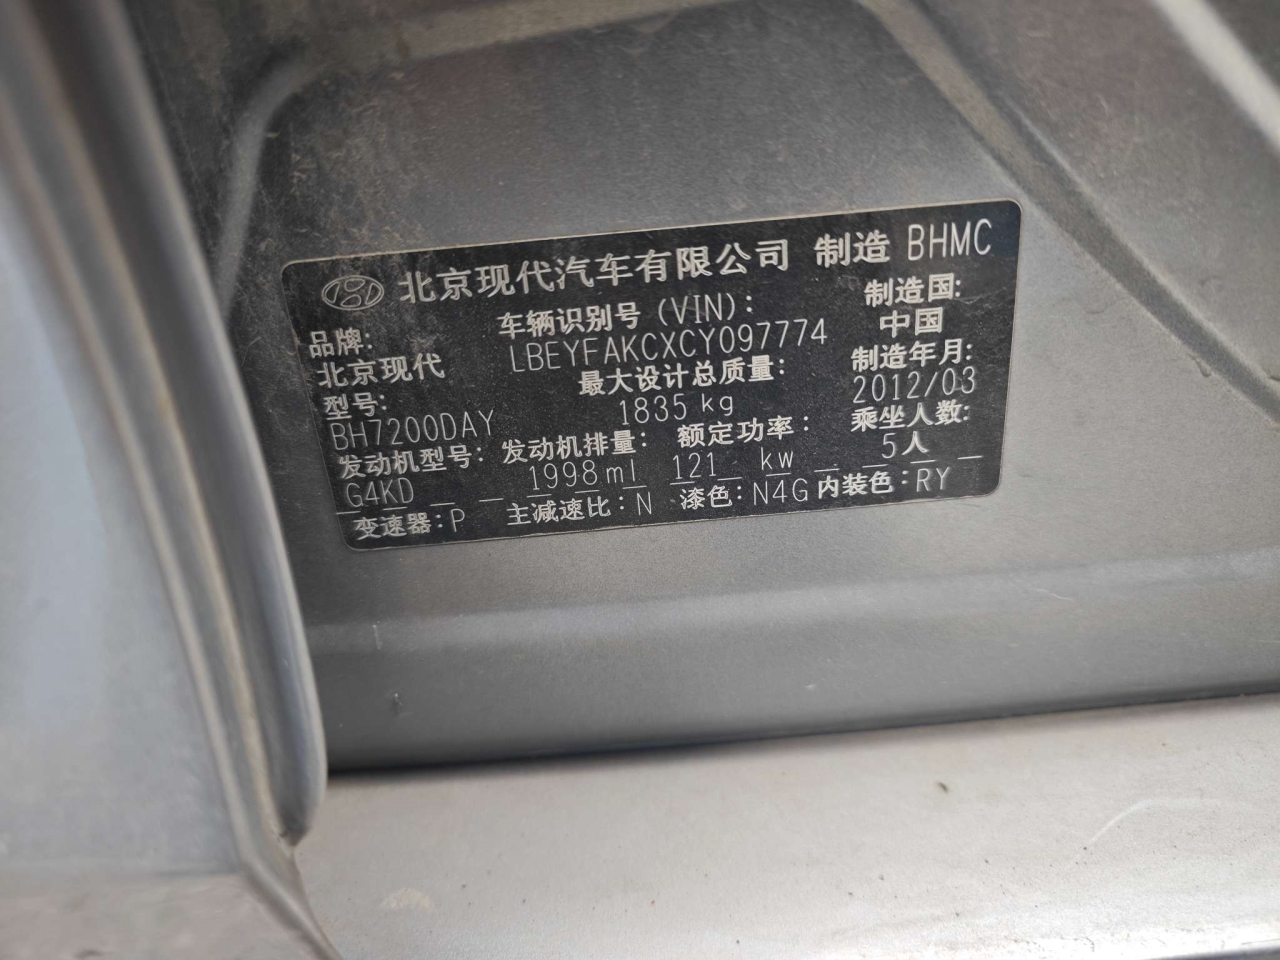 北京现代汽车有限公司 制造 BHMC
品牌: 车辆识别号 (VIN): 制造国:
北京现代 LBEYFAKCXCY097774 中国
型号: 最大设计总质量: 制造年月:
BH7200DAY 1835 kg 2012/03
发动机型号: 发动机排量: 额定功率: 乘坐人数:
G4KD 1998ml 121 kw 5人
变速器:P 主减速比:N 漆色:N4G 内装色:RY